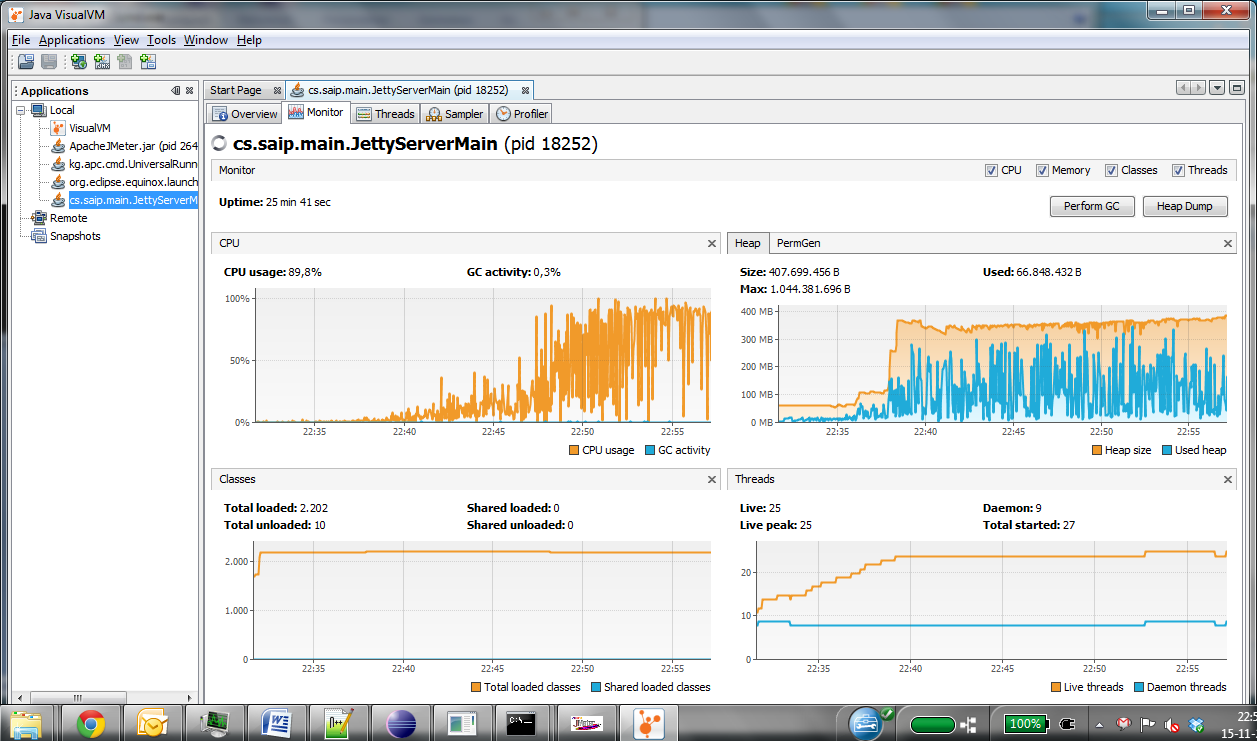 Java VisualVM
File Applications View Tools Window Help
Applications
Local
VisualVM
ApacheJMeter.jar (pid 264
kg.apc.cmd.UniversalRunn
org.eclipse.equinox.launch
cs.saip.main.JettyServerM
Remote
Snapshots
Start Page
cs.saip.main.JettyServerMain (pid 18252)
Overview Monitor Threads Sampler Profiler
cs.saip.main.JettyServerMain (pid 18252)
Monitor
CPU Memory Classes Threads
Uptime: 25 min 41 sec
Perform GC Heap Dump
CPU
CPU usage: 89,8% GC activity: 0,3%
100%
50%
0%
22:35 22:40 22:45 22:50 22:55
CPU usage GC activity
Heap PermGen
Size: 407.699.456 B Used: 66.848.432 B
Max: 1.044.381.696 B
400 MB
300 MB
200 MB
100 MB
0 MB
22:35 22:40 22:45 22:50 22:55
Heap size Used heap
Classes
Total loaded: 2.202 Shared loaded: 0
Total unloaded: 10 Shared unloaded: 0
2.000
1.000
0
22:35 22:40 22:45 22:50 22:55
Total loaded classes Shared loaded classes
Threads
Live: 25 Daemon: 9
Live peak: 25 Total started: 27
20
10
0
22:35 22:40 22:45 22:50 22:55
Live threads Daemon threads
100%
22:5
15-11-